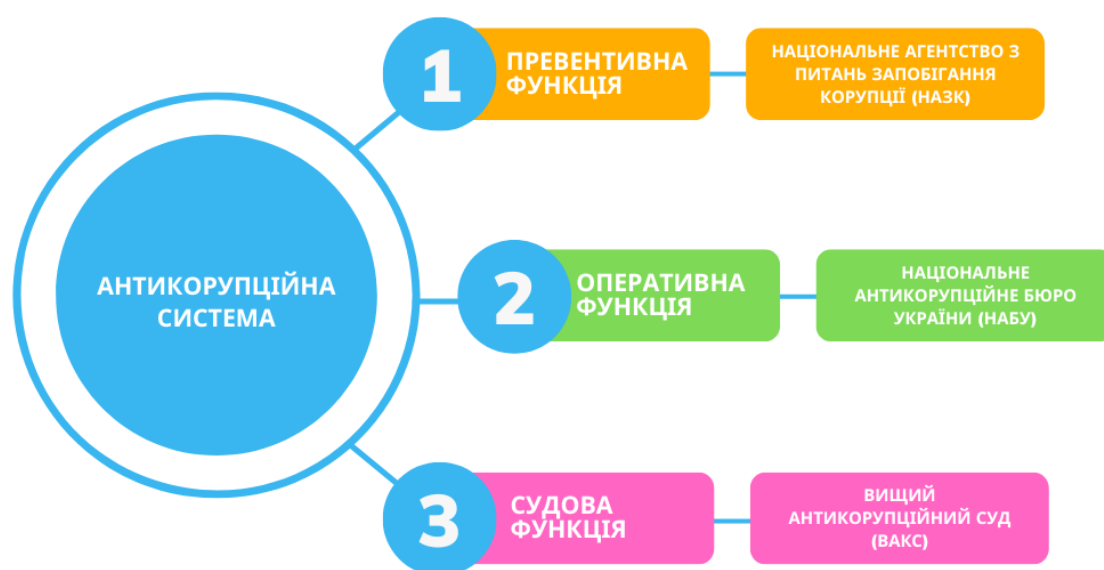 1
ПРЕВЕНТИВНА
ФУНКЦІЯ
НАЦІОНАЛЬНЕ АГЕНТСТВО З
ПИТАНЬ ЗАПОБІГАННЯ
КОРУПЦІЇ (НАЗК)
АНТИКОРУПЦІЙНА
СИСТЕМА
2
ОПЕРАТИВНА
ФУНКЦІЯ
НАЦІОНАЛЬНЕ
АНТИКОРУПЦІЙНЕ БЮРО
УКРАЇНИ (НАБУ)
3
СУДОВА
ФУНКЦІЯ
ВИЩИЙ
АНТИКОРУПЦІЙНИЙ СУД
(ВАКС)